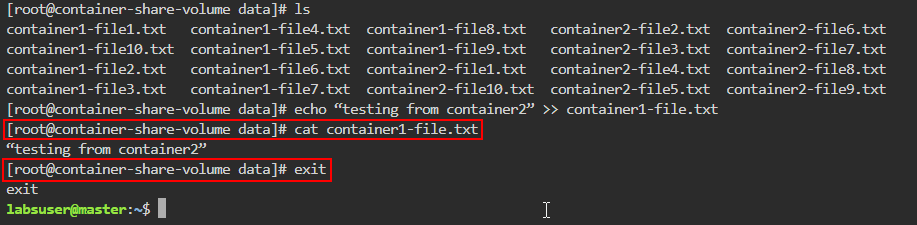 [root@container-share-volume data]# ls
container1-file1.txt   container1-file4.txt  container1-file8.txt   container2-file2.txt  container2-file6.txt
container1-file10.txt  container1-file5.txt  container1-file9.txt   container2-file3.txt  container2-file7.txt
container1-file2.txt   container1-file6.txt  container2-file1.txt   container2-file4.txt  container2-file8.txt
container1-file3.txt   container1-file7.txt  container2-file10.txt  container2-file5.txt  container2-file9.txt
[root@container-share-volume data]# echo “testing from container2” >> container1-file.txt
[root@container-share-volume data]# cat container1-file.txt
“testing from container2”
[root@container-share-volume data]# exit
exit
labsuser@master:~$